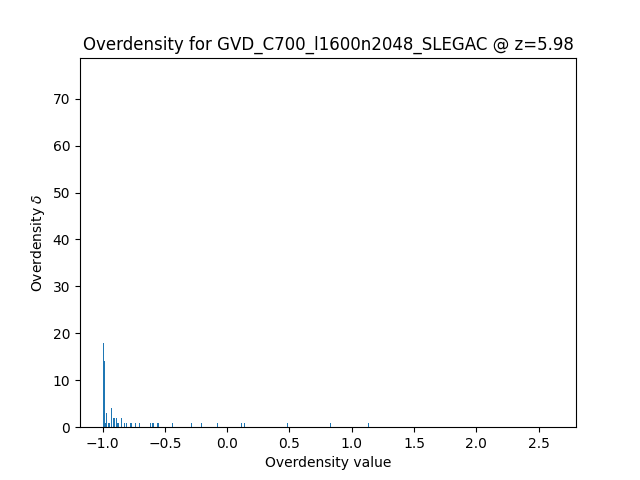 Overdensity for GVD_C700_l1600n2048_SLEGAC @ z=5.98
70
60
50
40
30
20
10
0
Overdensity δ
−1.0 −0.5 0.0 0.5 1.0 1.5 2.0 2.5
Overdensity value